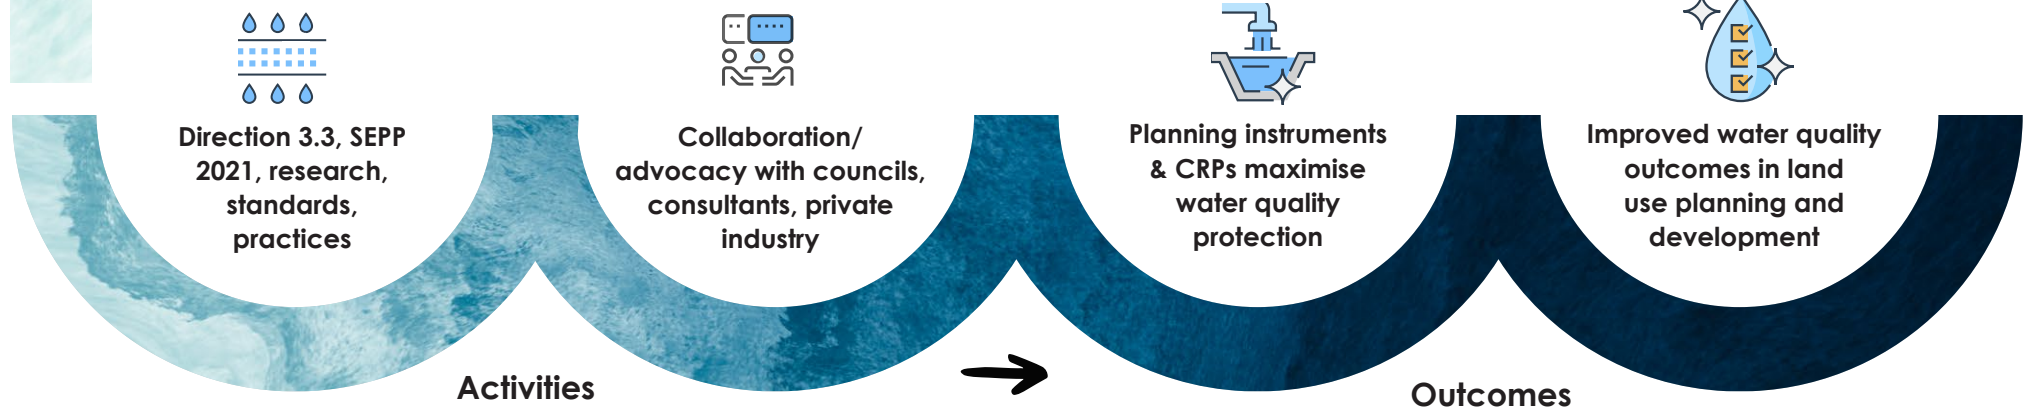 Direction 3.3, SEPP
2021, research,
standards,
practices
Collaboration/
advocacy with councils,
consultants, private
industry
Planning instruments
& CRPs maximise
water quality
protection
Improved water quality
outcomes in land
use planning and
development
Activities
Outcomes